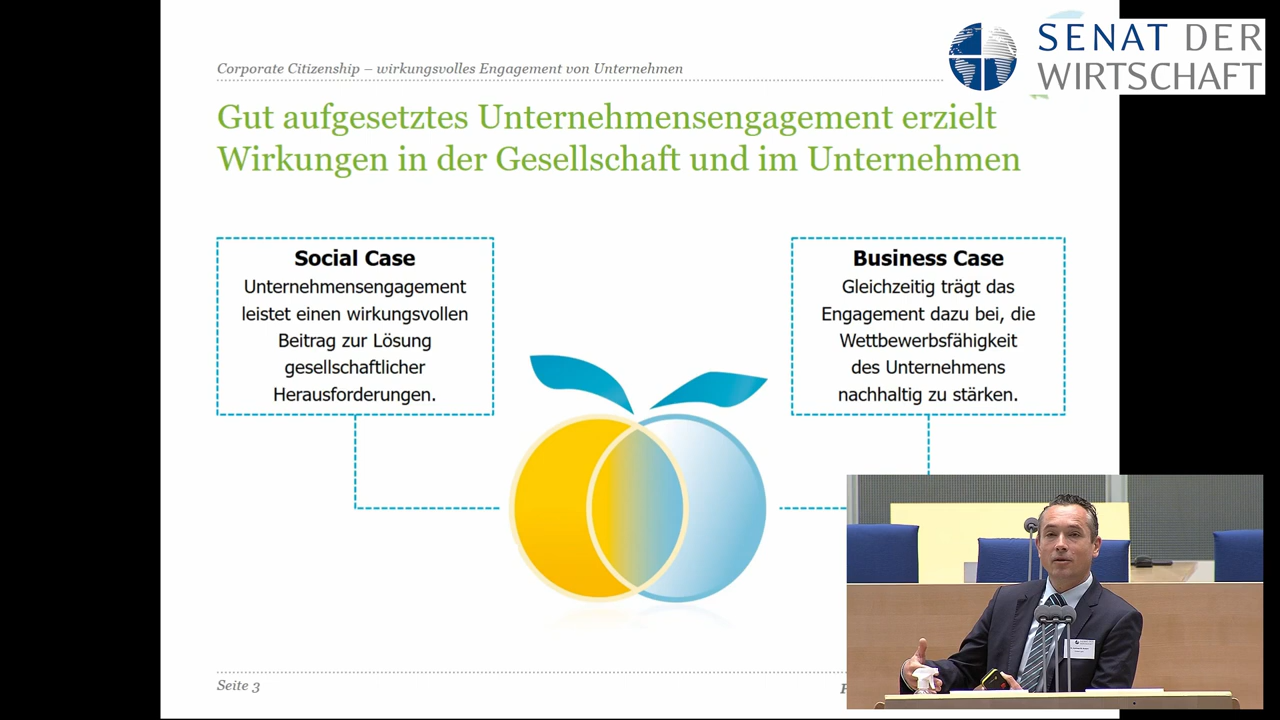 SENAT DER
WIRTSCHAFT
Corporate Citizenship – wirkungsvolles Engagement von Unternehmen
Gut aufgesetztes Unternehmensengagement erzielt
Wirkungen in der Gesellschaft und im Unternehmen
Social Case
Unternehmensengagement
leistet einen wirkungsvollen
Beitrag zur Lösung
gesellschaftlicher
Herausforderungen.
Business Case
Gleichzeitig trägt das
Engagement dazu bei, die
Wettbewerbsfähigkeit
des Unternehmens
nachhaltig zu stärken.
Seite 3